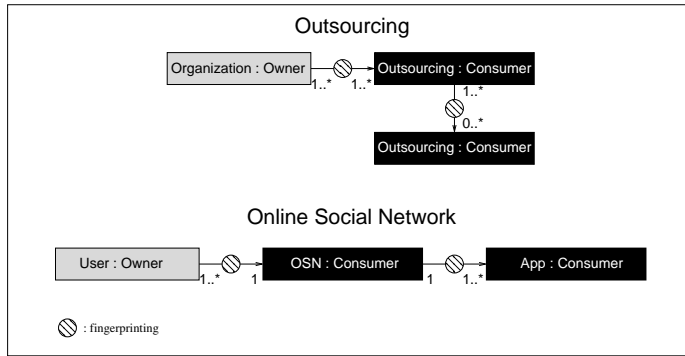 Outsourcing
Organization : Owner
Outsourcing : Consumer
1..*
1..*
1..*
0..*
Outsourcing : Consumer
Online Social Network
User : Owner
OSN : Consumer
App : Consumer
1..*
1
1
1..*
: fingerprinting